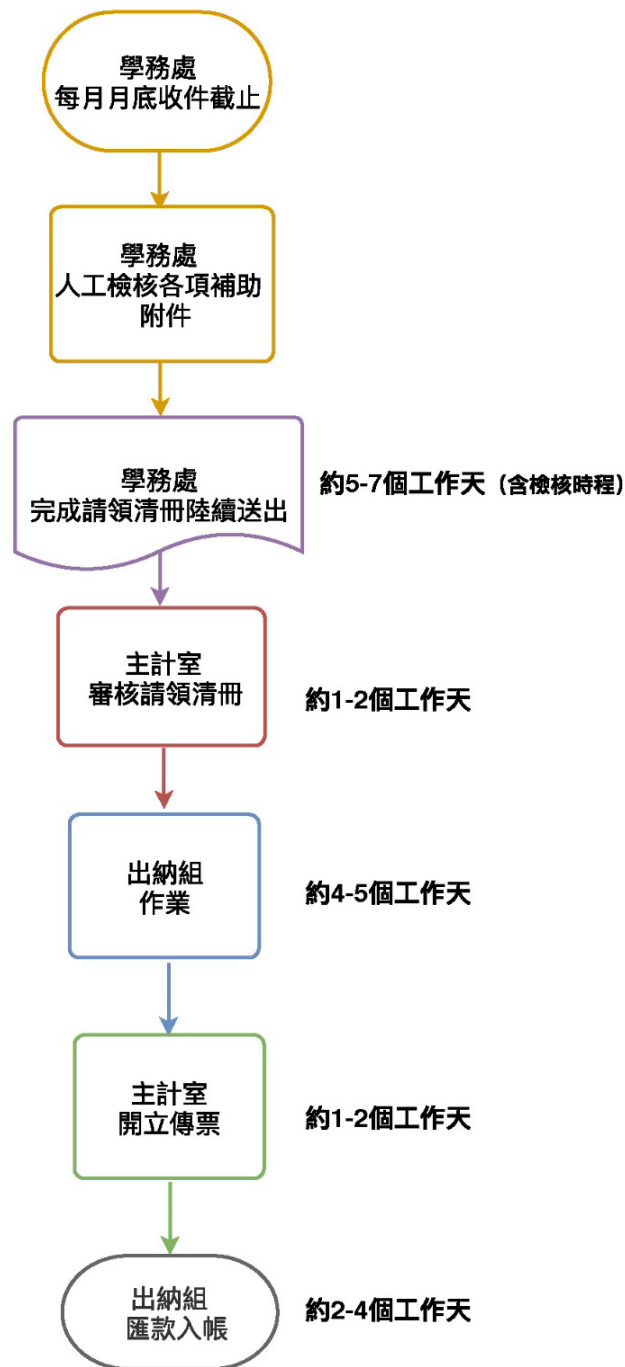 學務處
每月月底收件截止
學務處
人工檢核各項補助
附件
學務處
完成請領清冊陸續送出
約5-7個工作天（含檢核時程）
主計室
審核請領清冊
約1-2個工作天
出納組
作業
約4-5個工作天
主計室
開立傳票
約1-2個工作天
出納組
匯款入帳
約2-4個工作天